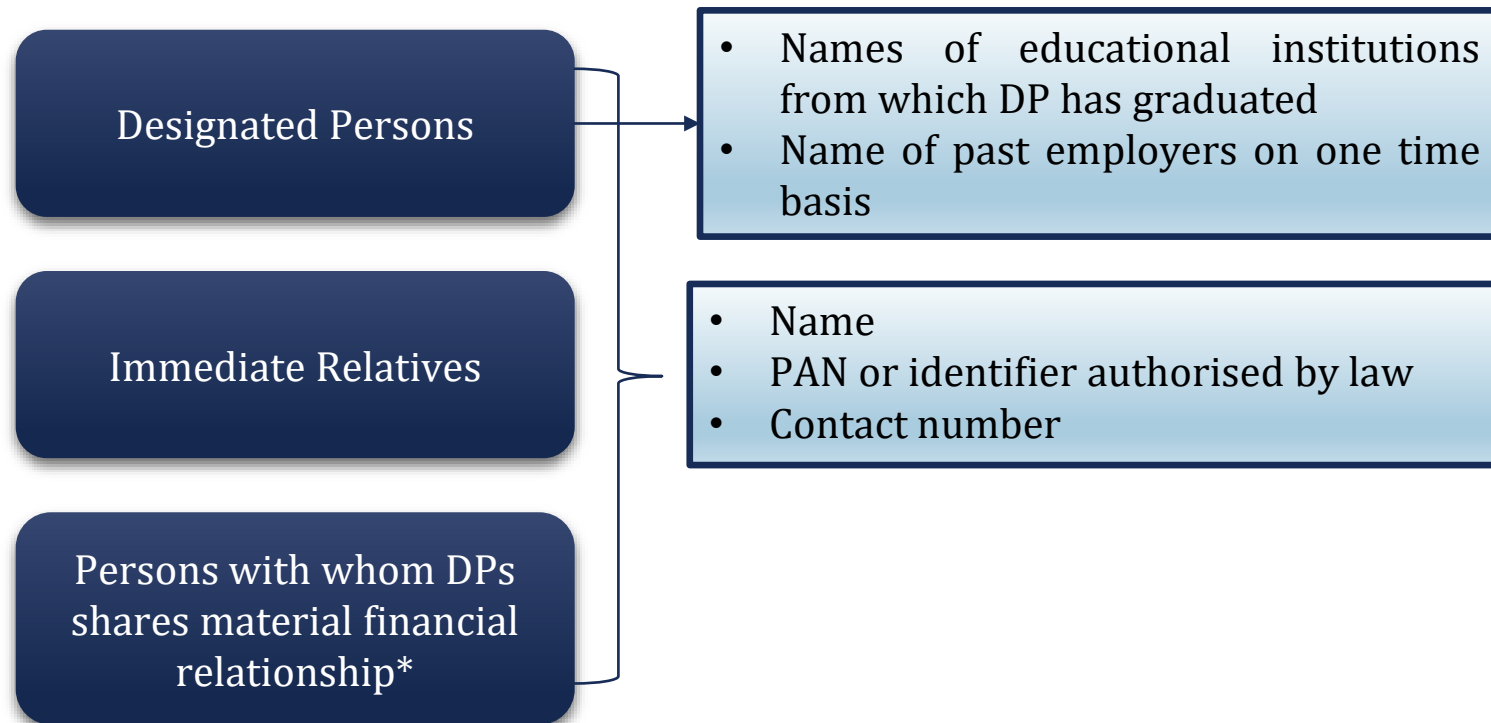 Designated Persons
• Names of educational institutions
from which DP has graduated
• Name of past employers on one time
basis
Immediate Relatives
• Name
• PAN or identifier authorised by law
• Contact number
Persons with whom DPs
shares material financial
relationship*